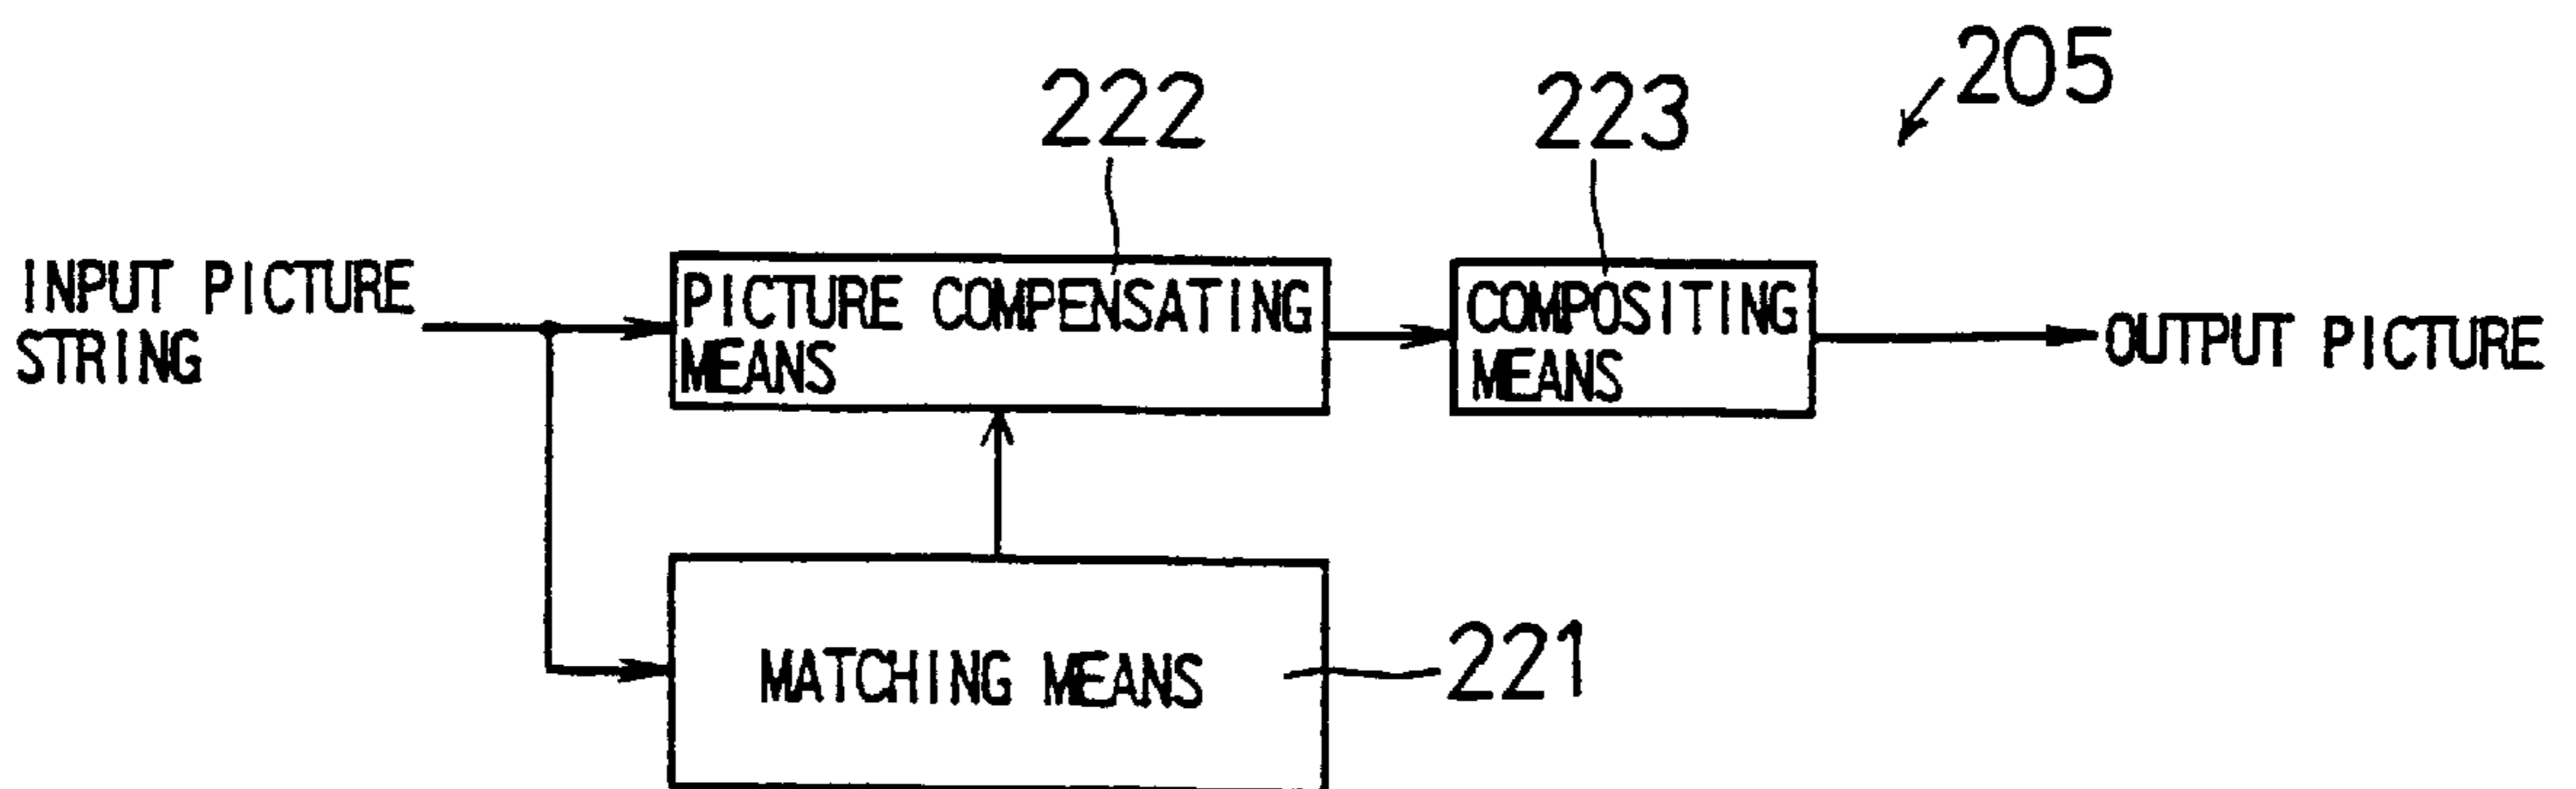 205
222
223
INPUT PICTURE
STRING
PICTURE COMPENSATING
MEANS
COMPOSITING
MEANS
OUTPUT PICTURE
MATCHING MEANS
221